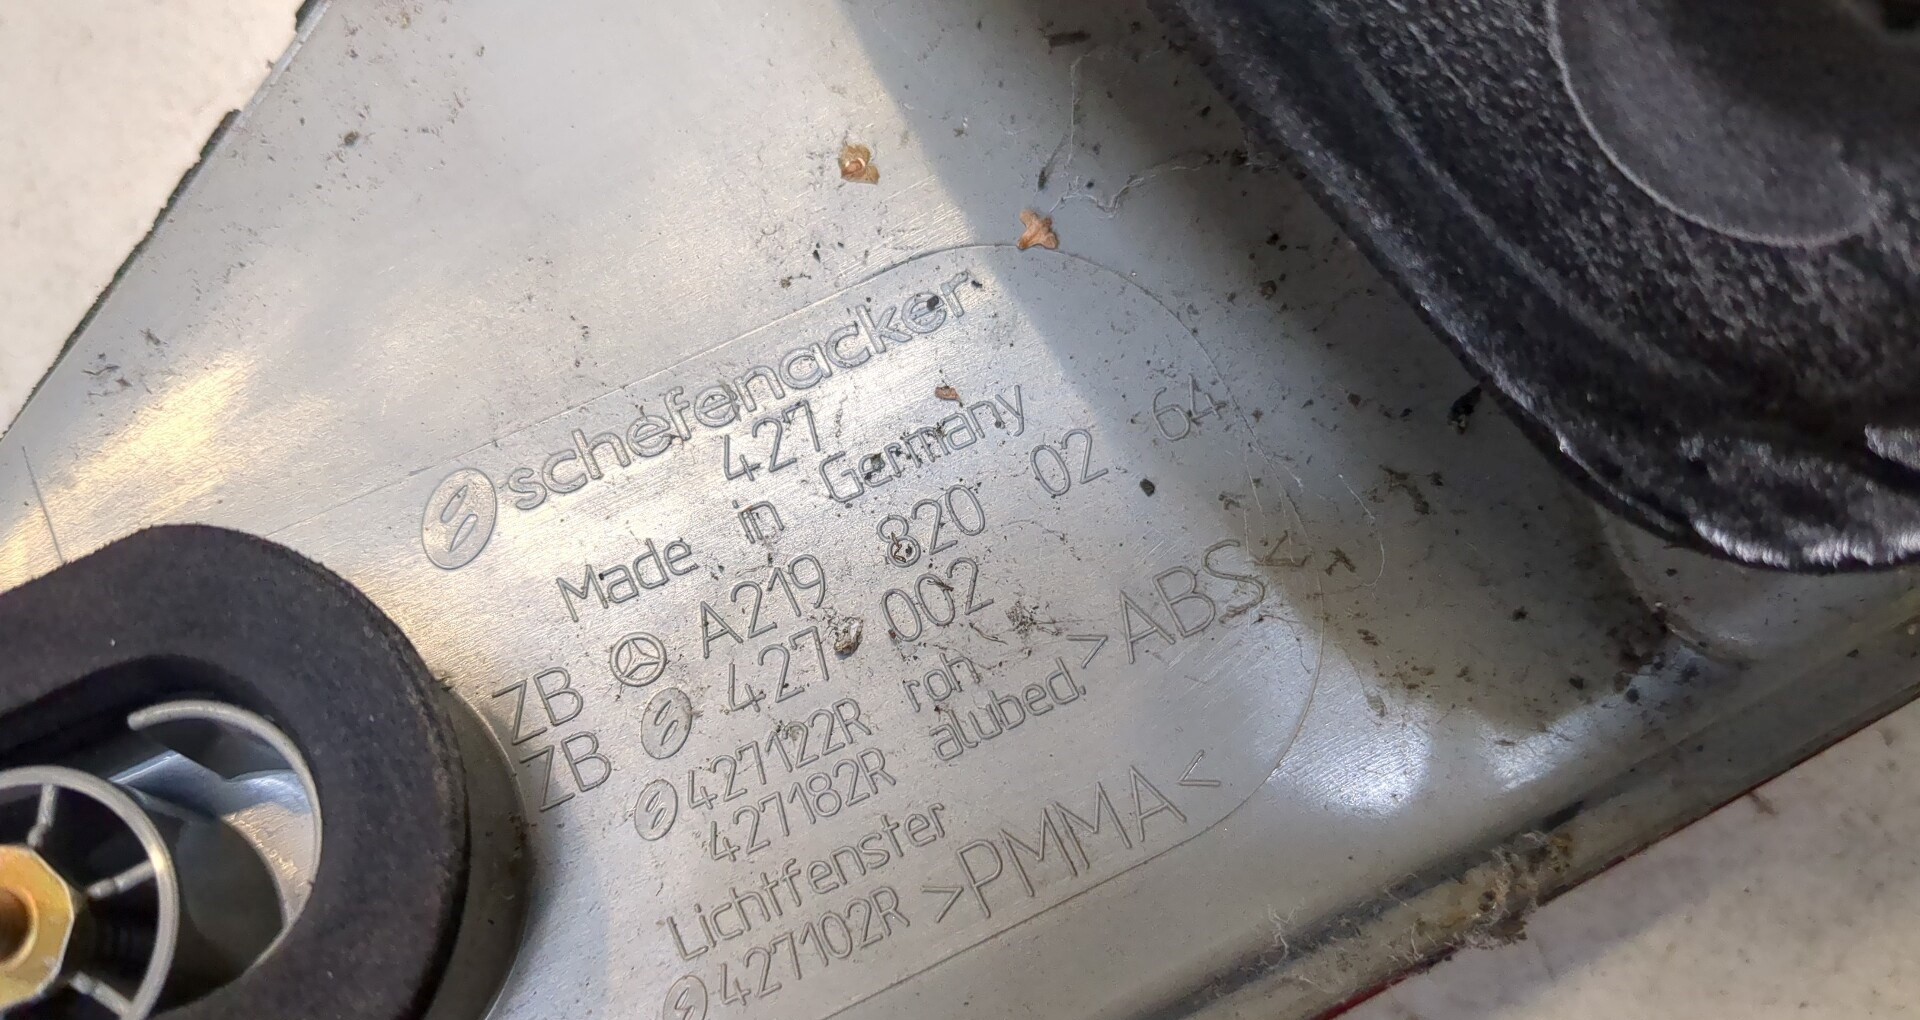 schefenacker
427
Made in Germany
ZB A219 820 02 64
ZB 427 002
427122R roh
427182R alubed. >ABS<
Lichtfenster
427102R >PMMA<